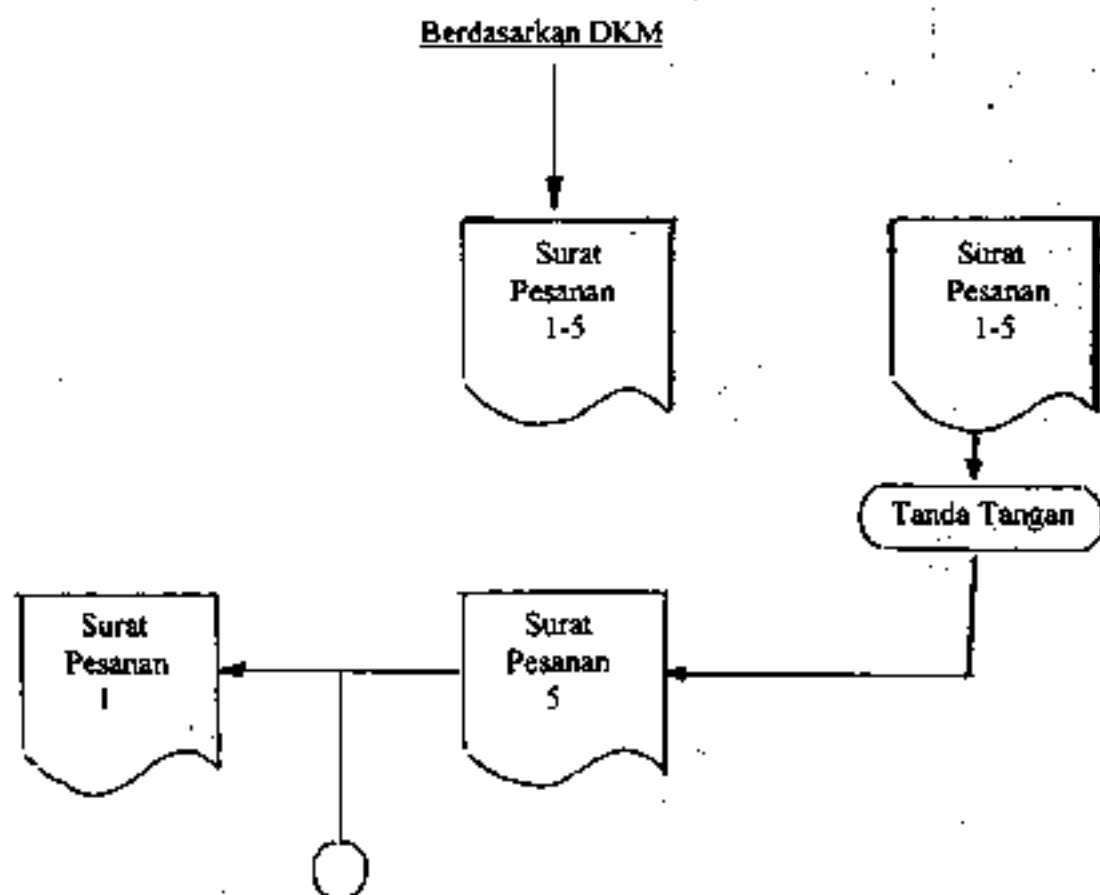 Berdasarkan DKM
Surat
Pesanan
1-5
Surat
Pesanan
1-5
Tanda Tangan
Surat
Pesanan
1
Surat
Pesanan
5